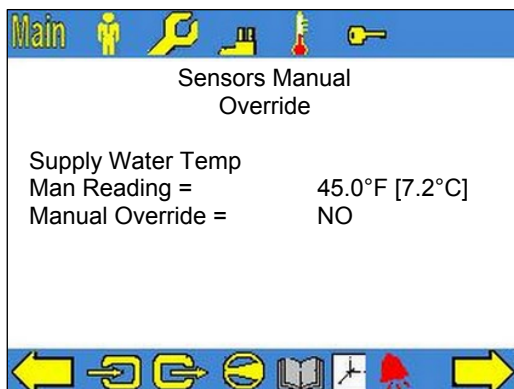 Main
Sensors Manual
Override
Supply Water Temp
Man Reading = 45.0°F [7.2°C]
Manual Override = NO